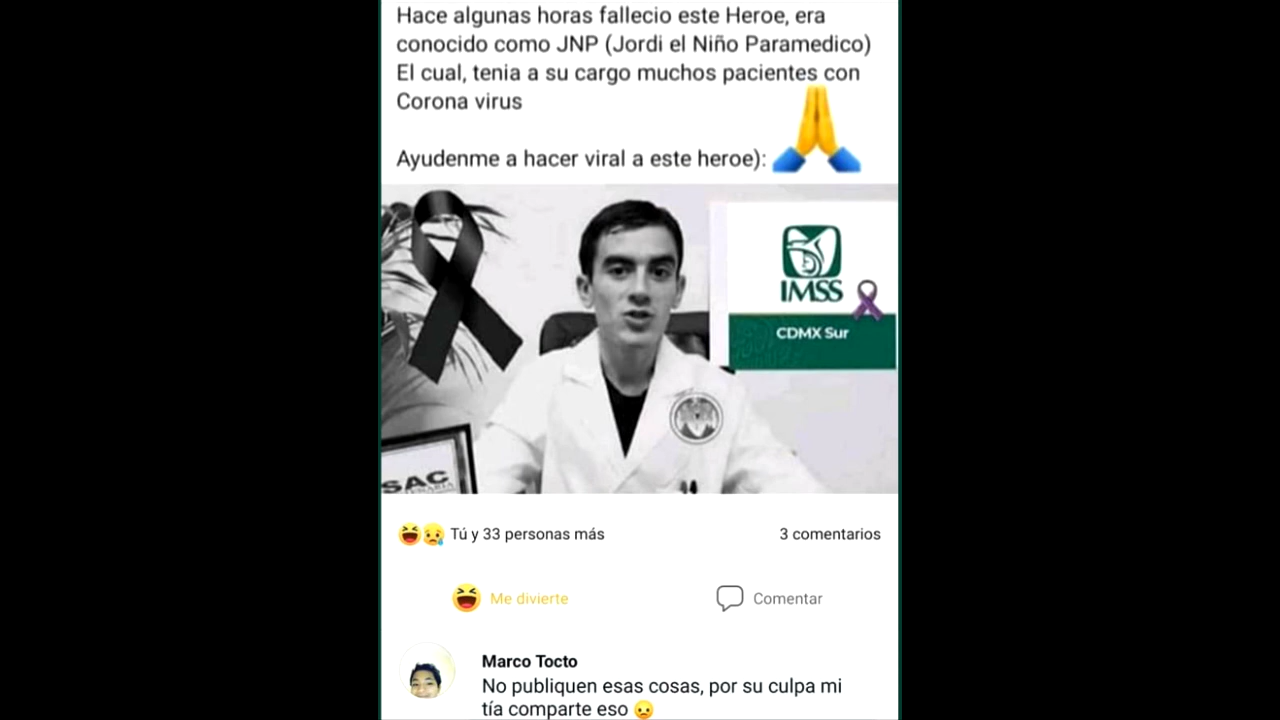 Hace algunas horas fallecio este Heroe, era
conocido como JNP (Jordi el Niño Paramedico)
El cual, tenia a su cargo muchos pacientes con
Corona virus
Ayudenme a hacer viral a este heroe):
IMSS
CDMX Sur
SAC
Tú y 33 personas más
3 comentarios
Me divierte
Comentar
Marco Tocto
No publiquen esas cosas, por su culpa mi
tía comparte eso